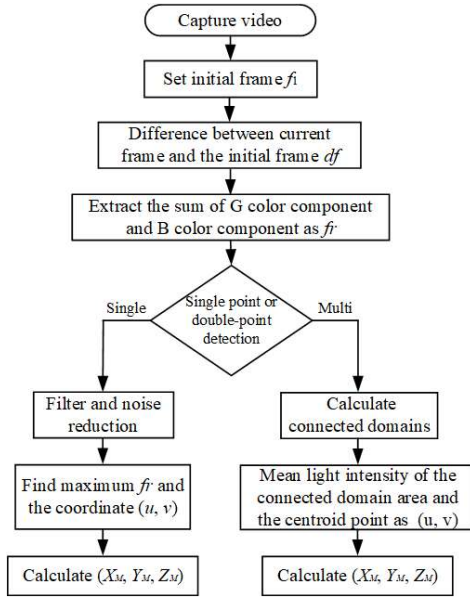 Capture video
Set initial frame fi
Difference between current
frame and the initial frame df
Extract the sum of G color component
and B color component as fr
Single point or
double-point
detection
Single
Multi
Filter and noise
reduction
Find maximum fr and
the coordinate (u, v)
Calculate (XM, YM, ZM)
Calculate
connected domains
Mean light intensity of the
connected domain area and
the centroid point as (u, v)
Calculate (XM, YM, ZM)